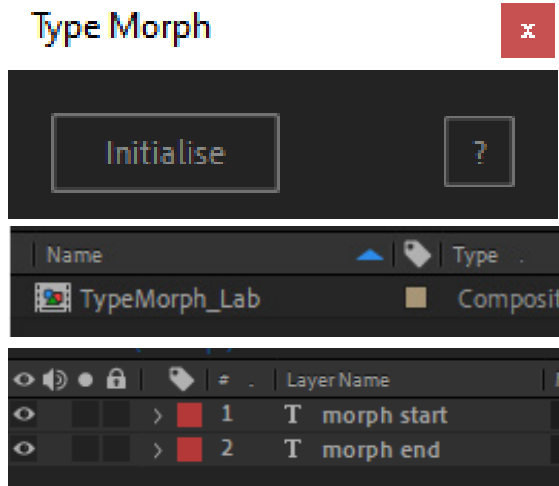 Type Morph x
Initialise ?
Name Type .
TypeMorph_Lab Composit
# . Layer Name
1 T morph start
2 T morph end